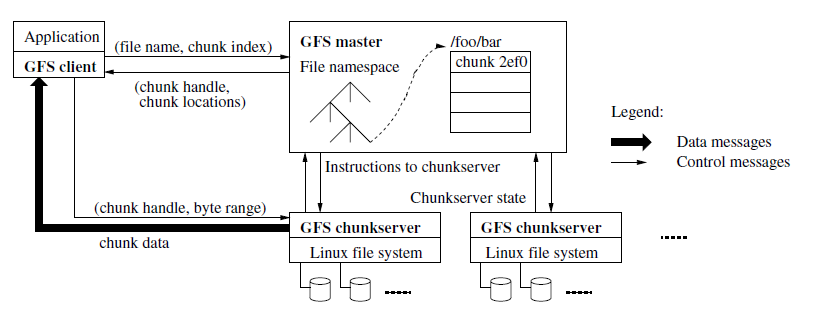 Application
GFS client
(file name, chunk index)
(chunk handle,
chunk locations)
GFS master
File namespace
/foo/bar
chunk 2ef0
Legend:
Data messages
Control messages
Instructions to chunkserver
Chunkserver state
(chunk handle, byte range)
chunk data
GFS chunkserver
Linux file system
GFS chunkserver
Linux file system